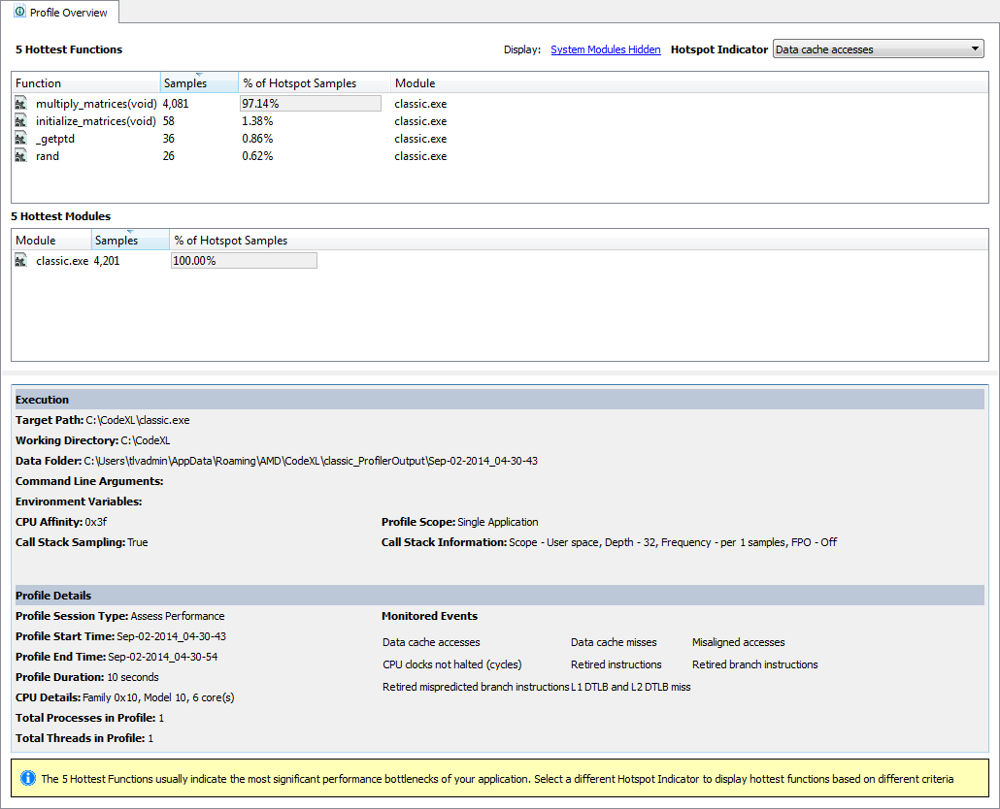 Profile Overview
5 Hottest Functions Display: System Modules Hidden Hotspot Indicator Data cache accesses
Function Samples % of Hotspot Samples Module
multiply_matrices(void) 4,081 97.14% classic.exe
initialize_matrices(void) 58 1.38% classic.exe
_getptd 36 0.86% classic.exe
rand 26 0.62% classic.exe
5 Hottest Modules
Module Samples % of Hotspot Samples
classic.exe 4,201 100.00%
Execution
Target Path: C:\CodeXL\classic.exe
Working Directory: C:\CodeXL
Data Folder: C:\Users\tlvadmin\AppData\Roaming\AMD\CodeXL\classic_ProfilerOutput\Sep-02-2014_04-30-43
Command Line Arguments:
Environment Variables:
CPU Affinity: 0x3f Profile Scope: Single Application
Call Stack Sampling: True Call Stack Information: Scope - User space, Depth - 32, Frequency - per 1 samples, FPO - Off
Profile Details
Profile Session Type: Assess Performance Monitored Events
Profile Start Time: Sep-02-2014_04-30-43 Data cache accesses Data cache misses Misaligned accesses
Profile End Time: Sep-02-2014_04-30-54 CPU clocks not halted (cycles) Retired instructions Retired branch instructions
Profile Duration: 10 seconds Retired mispredicted branch instructions L1 DTLB and L2 DTLB miss
CPU Details: Family 0x10, Model 10, 6 core(s)
Total Processes in Profile: 1
Total Threads in Profile: 1
The 5 Hottest Functions usually indicate the most significant performance bottlenecks of your application. Select a different Hotspot Indicator to display hottest functions based on different criteria